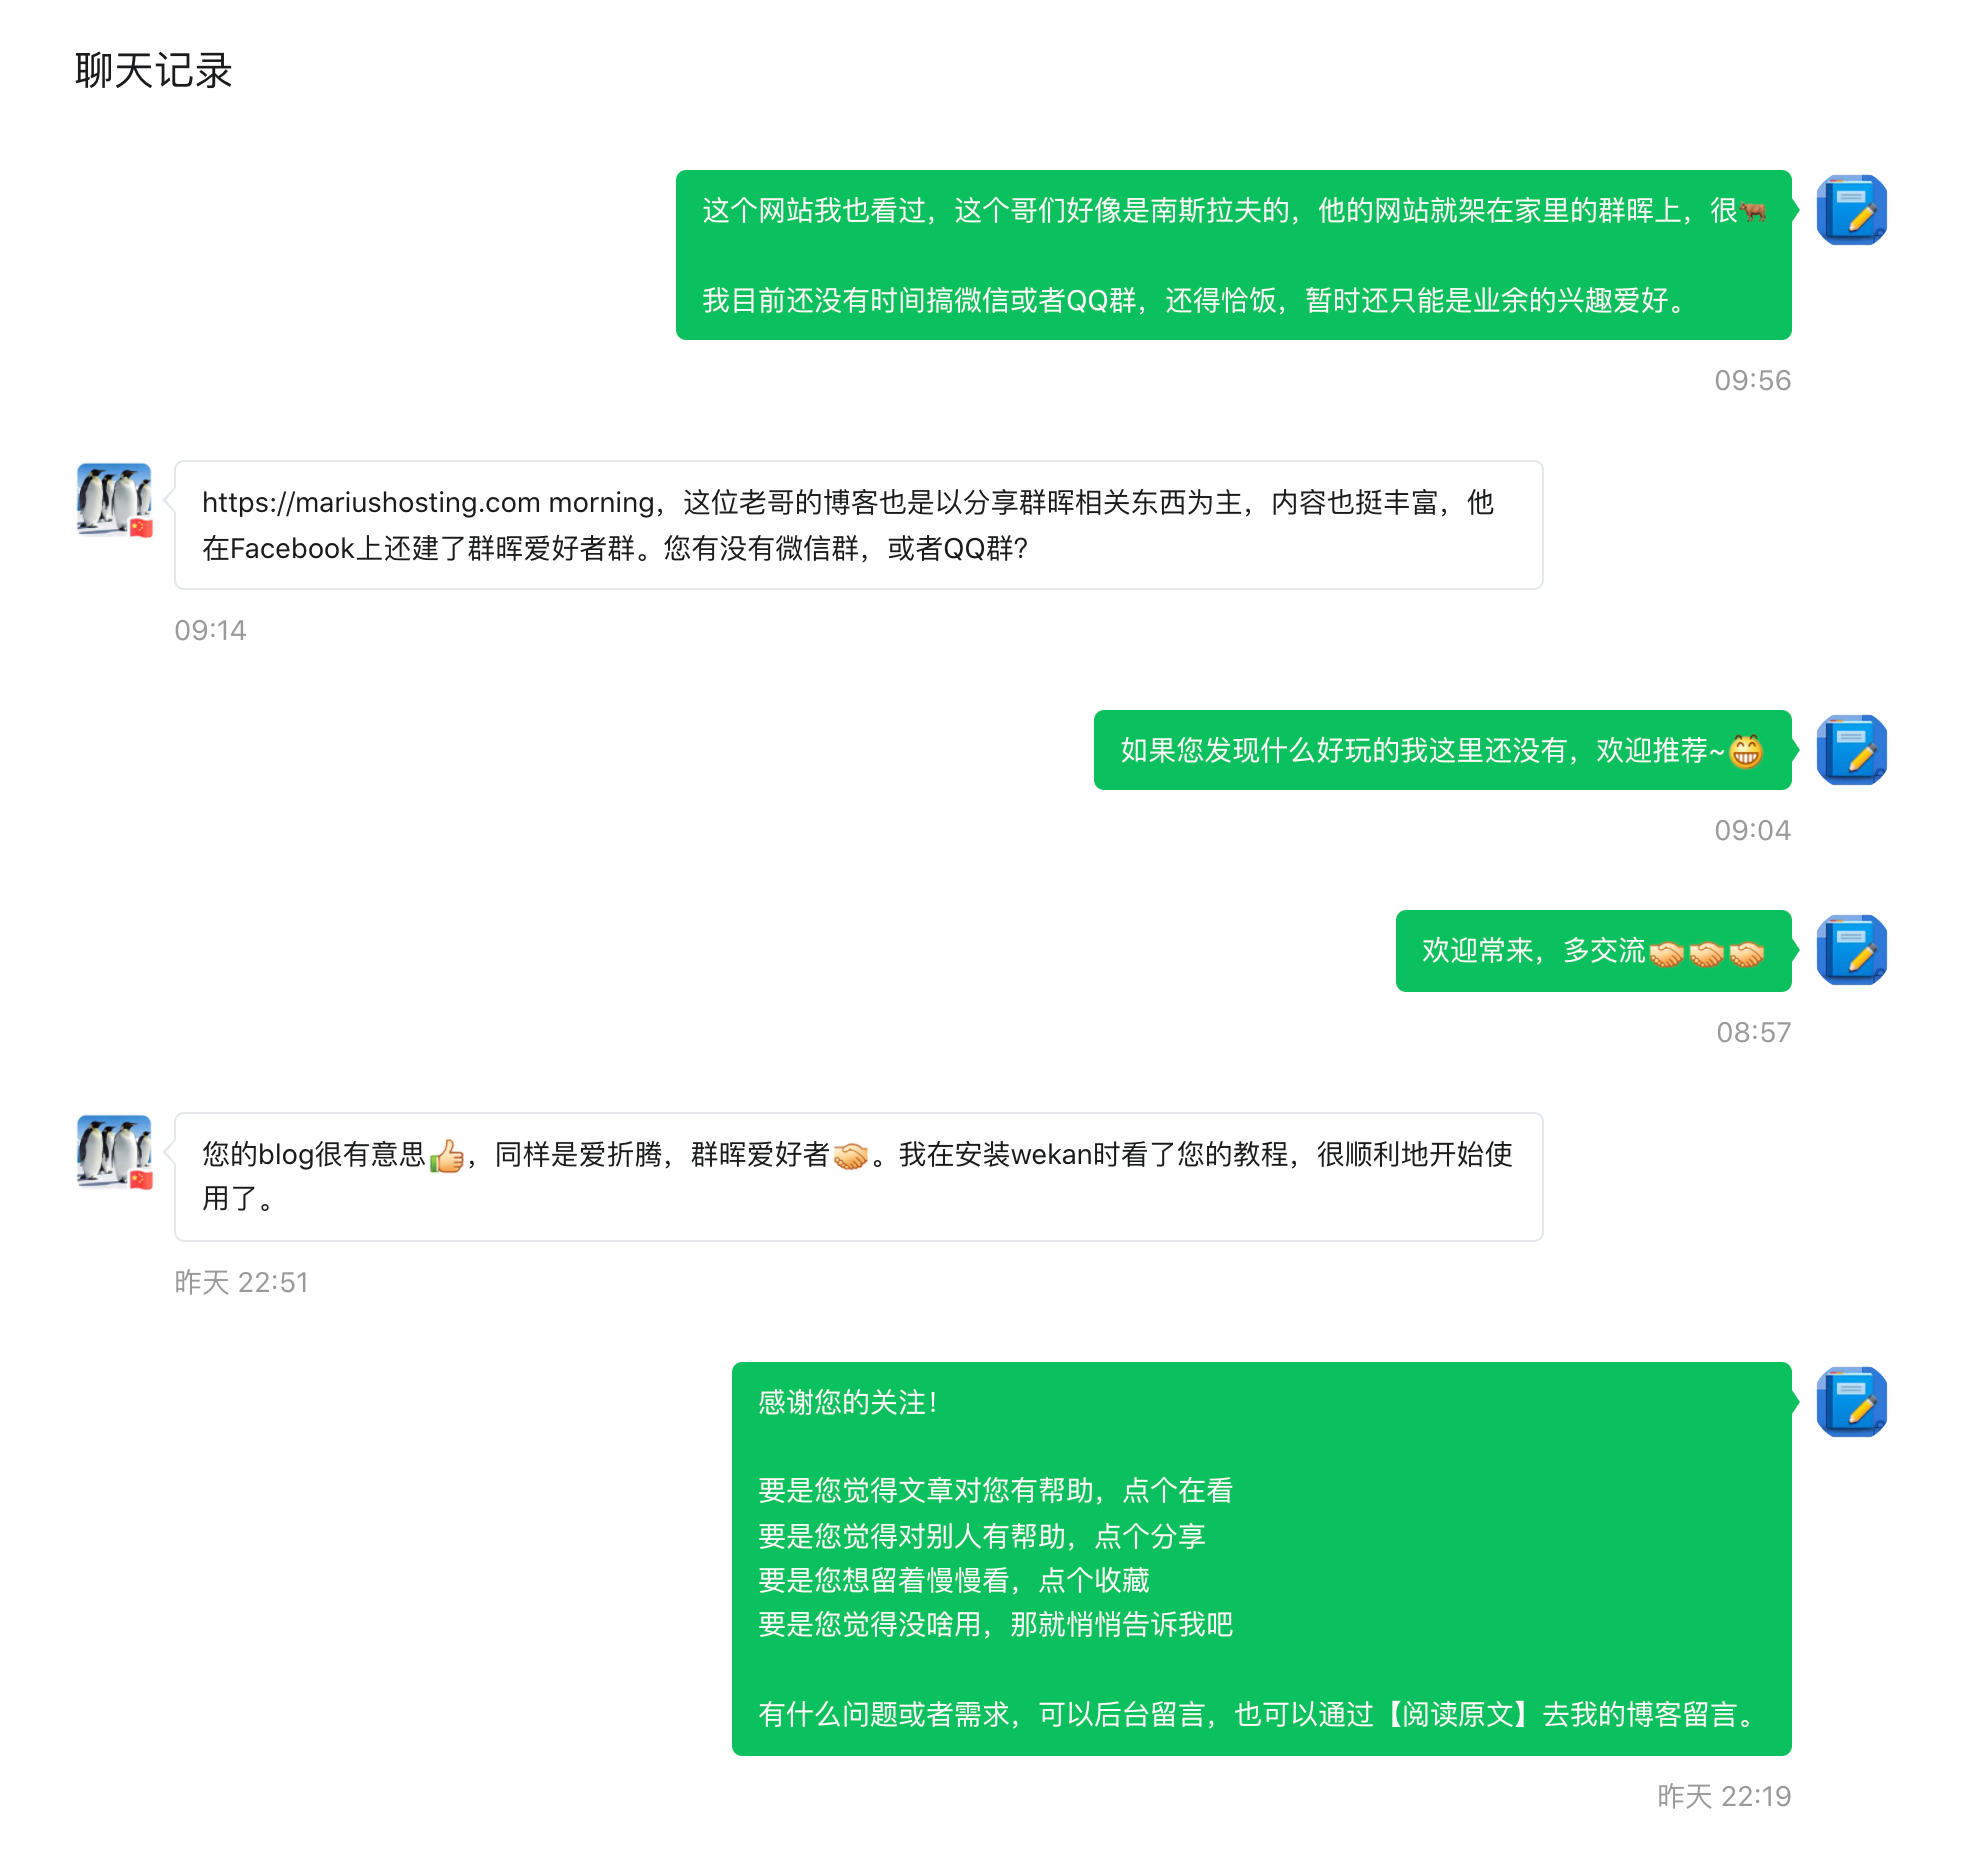 聊天记录
这个网站我也看过，这个哥们好像是南斯拉夫的，他的网站就架在家里的群晖上，很🐂
我目前还没有时间搞微信或者QQ群，还得恰饭，暂时还只能是业余的兴趣爱好。
09:56
https://mariushosting.com morning，这位老哥的博客也是以分享群晖相关东西为主，内容也挺丰富，他
在Facebook上还建了群晖爱好者群。您有没有微信群，或者QQ群?
09:14
如果您发现什么好玩的我这里还没有，欢迎推荐~😁
09:04
欢迎常来，多交流🤝🤝🤝
08:57
您的blog很有意思👍，同样是爱折腾，群晖爱好者🤝。我在安装wekan时看了您的教程，很顺利地开始使
用了。
昨天 22:51
感谢您的关注！
要是您觉得文章对您有帮助，点个在看
要是您觉得对别人有帮助，点个分享
要是您想留着慢慢看，点个收藏
要是您觉得没啥用，那就悄悄告诉我吧
有什么问题或者需求，可以后台留言，也可以通过【阅读原文】去我的博客留言。
昨天 22:19